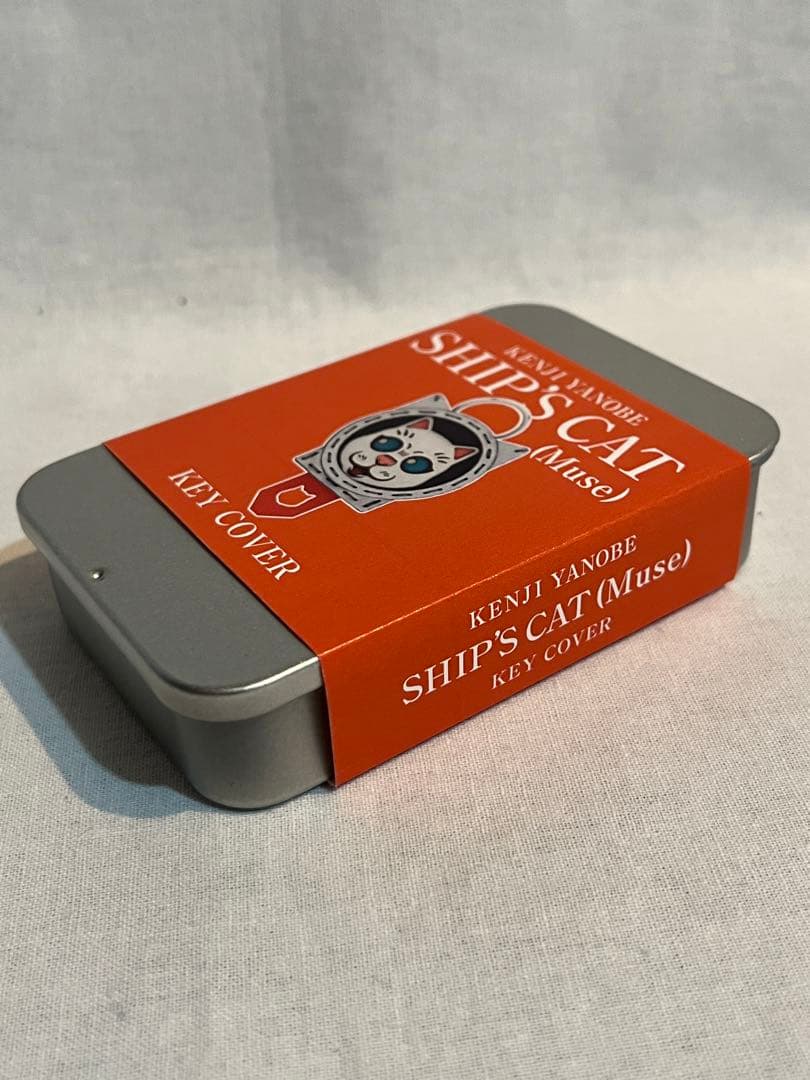 KENJI YANOBE
SHIP'S CAT
(Muse)
KEY COVER
KENJI YANOBE
SHIP'S CAT (Muse)
KEY COVER